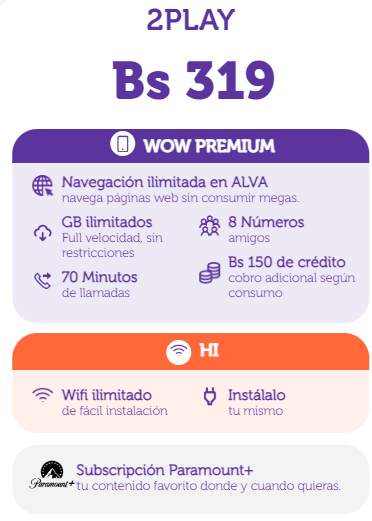 2PLAY
Bs 319
WOW PREMIUM
Navegación ilimitada en ALVA
navega páginas web sin consumir megas.
GB ilimitados
Full velocidad, sin
restricciones
8 Números
amigos
70 Minutos
de llamadas
Bs 150 de crédito
cobro adicional según
consumo
HI
Wifi ilimitado
de fácil instalación
Instálalo
tu mismo
Paramount+
Subscripción Paramount+
tu contenido favorito donde y cuando quieras.